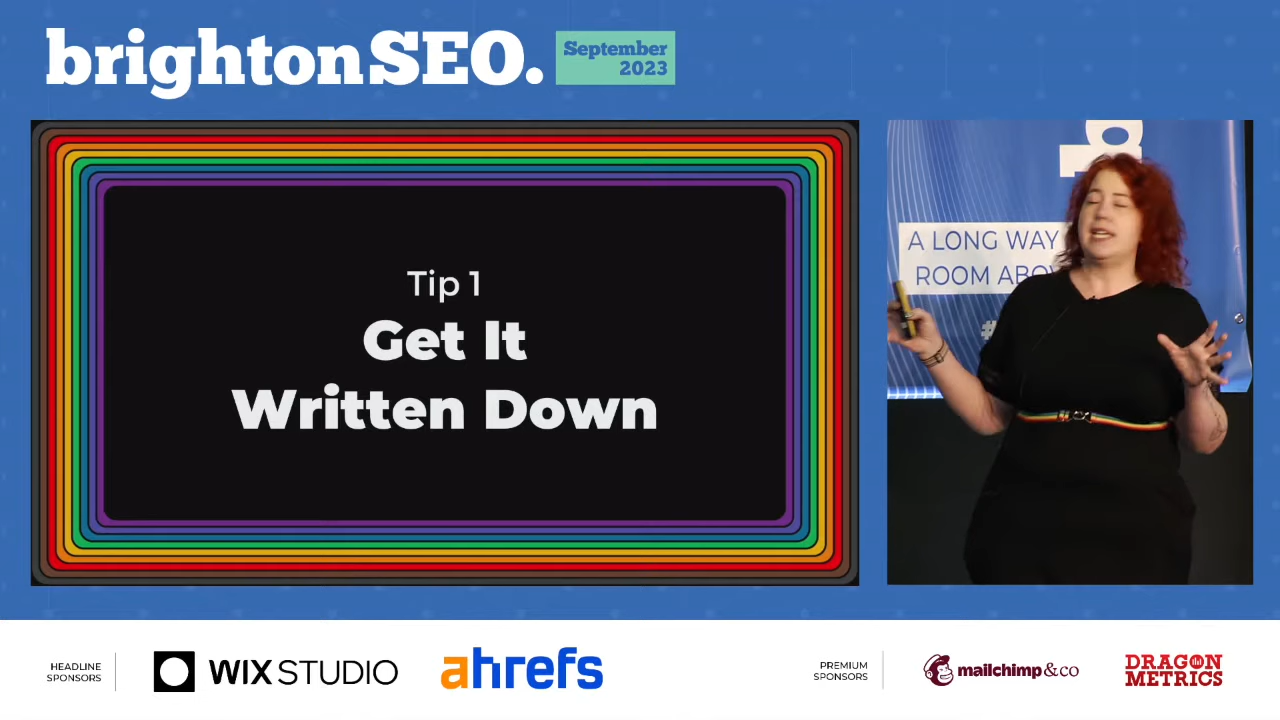 brightonSEO.
September
2023
Tip 1
Get It
Written Down
A LONG WAY
ROOM ABOV
#
HEADLINE
SPONSORS
WIX STUDIO
ahrefs
PREMIUM
SPONSORS
mailchimp&co
DRAGON
METRICS